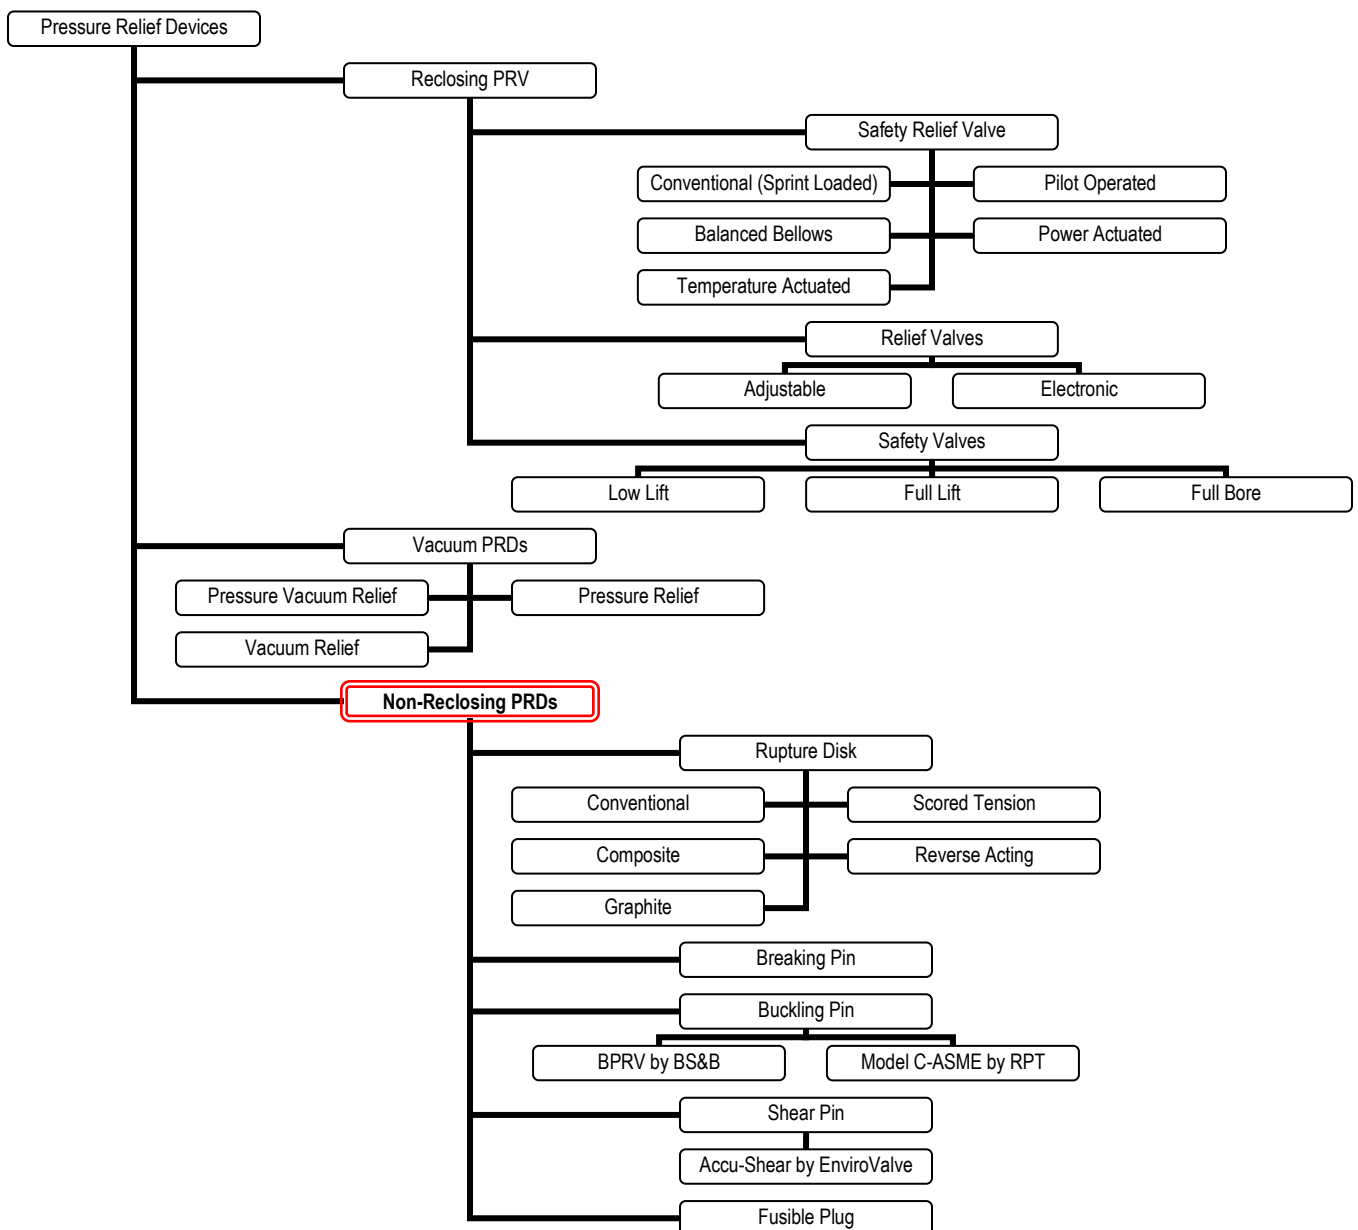 Pressure Relief Devices
Reclosing PRV
Safety Relief Valve
Conventional (Sprint Loaded)
Pilot Operated
Balanced Bellows
Power Actuated
Temperature Actuated
Relief Valves
Adjustable
Electronic
Safety Valves
Low Lift
Full Lift
Full Bore
Vacuum PRDs
Pressure Vacuum Relief
Pressure Relief
Vacuum Relief
Non-Reclosing PRDs
Rupture Disk
Conventional
Scored Tension
Composite
Reverse Acting
Graphite
Breaking Pin
Buckling Pin
BPRV by BS&B
Model C-ASME by RPT
Shear Pin
Accu-Shear by EnviroValve
Fusible Plug